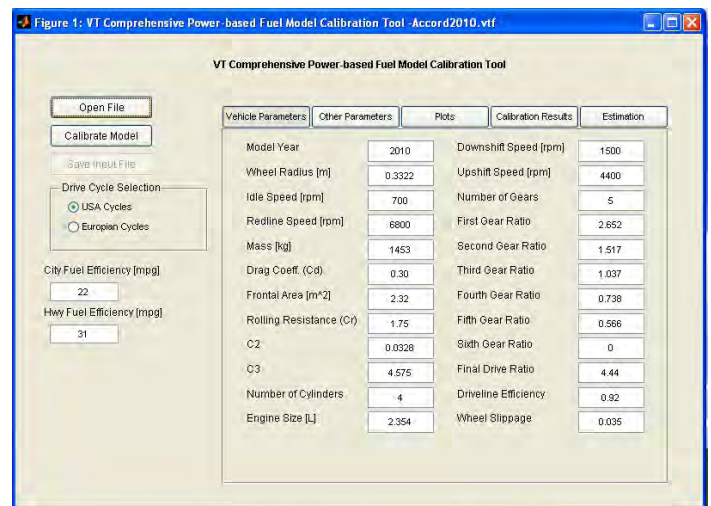 Figure 1: VT Comprehensive Power-based Fuel Model Calibration Tool -Accord2010.vtf
VT Comprehensive Power-based Fuel Model Calibration Tool
Open File
Calibrate Model
Save Input File
Drive Cycle Selection
USA Cycles
Europian Cycles
City Fuel Efficiency [mpg]
22
Hwy Fuel Efficiency [mpg]
31
Vehicle Parameters Other Parameters Plots Calibration Results Estimation
Model Year 2010 Downshift Speed [rpm] 1500
Wheel Radius [m] 0.3322 Upshift Speed [rpm] 4400
Idle Speed [rpm] 700 Number of Gears 5
Redline Speed [rpm] 6800 First Gear Ratio 2.652
Mass [kg] 1453 Second Gear Ratio 1.517
Drag Coeff. (Cd) 0.30 Third Gear Ratio 1.037
Frontal Area [m^2] 2.32 Fourth Gear Ratio 0.738
Rolling Resistance (Cr) 1.75 Fifth Gear Ratio 0.566
C2 0.0328 Sixth Gear Ratio 0
C3 4.575 Final Drive Ratio 4.44
Number of Cylinders 4 Driveline Efficiency 0.92
Engine Size [L] 2.354 Wheel Slippage 0.035